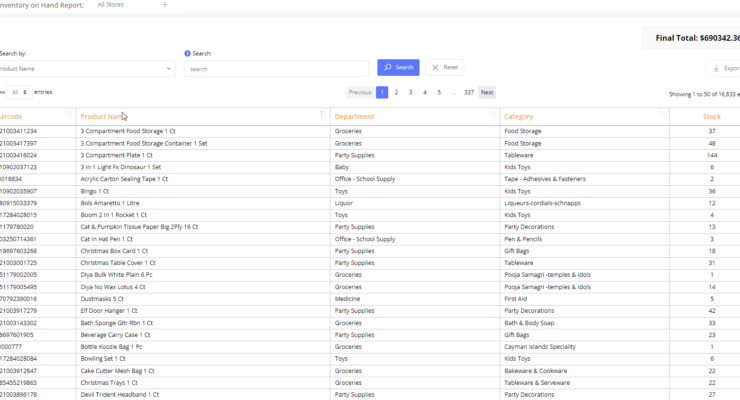 nventory on Hand Report: All Stores +
Final Total: $690342.36
Search by: Search:
roduct Name search Search Reset Expor
ow 50 entries Previous 1 2 3 4 5 ... 337 Next Showing 1 to 50 of 16,833 e
arcode Product Name Department Category Stock
21003411234 3 Compartment Food Storage 1 Ct Groceries Food Storage 37
21003417397 3 Compartment Food Storage Container 1 Set Groceries Food Storage 48
21003416024 3 Compartment Plate 1 Ct Party Supplies Tableware 144
010902037123 3 In 1 Light Fx Dinosaur 1 Set Baby Kids Toys 6
0018834 Acrylic Carton Sealing Tape 1 Ct Office - School Supply Tape - Adhesives & Fasteners 2
010902035907 Bingo 1 Ct Toys Kids Toys 36
80915033379 Bols Amaretto 1 Litre Liquor Liqueurs-cordials-schnapps 12
17284028015 Boom 2 In 1 Rocket 1 Ct Toys Kids Toys 4
11179780020 Cat & Pumpkin Tissue Paper Big 2Ply 16 Ct Party Supplies Party Decorations 13
03250714361 Cat in Hat Pen 1 Ct Office - School Supply Pen & Pencils 3
18697603268 Christmas Box Card 1 Ct Party Supplies Gift Bags 18
21003001725 Christmas Table Cover 1 Ct Party Supplies Tableware 31
51179002005 Diya Bulk White Plain 6 Pc Groceries Pooja Samagri -temples & Idols 1
51179005495 Diya No Wax Lotus 4 Ct Groceries Pooja Samagri -temples & Idols 14
70792390016 Dustmasks 5 Ct Medicine First Aid 5
21003917279 Elf Door Hanger 1 Ct Party Supplies Party Decorations 42
21003143302 Bath Sponge Gltr Rbn 1 Ct Groceries Bath & Body Soap 33
8697601905 Beverage Carry Case 1 Ct Party Supplies Gift Bags 23
0000777 Bottle Koozie Bag 1 Pc Groceries Cayman Islands Speciality 1
17284028084 Bowling Set 1 Ct Toys Kids Toys 6
21003912847 Cake Cutter Mesh Bag 1 Ct Groceries Bakeware & Cookware 22
85455219863 Christmas Trays 1 Ct Groceries Tableware & Serveware 22
21003896178 Devil Trident Headband 1 Ct Party Supplies Party Decorations 27